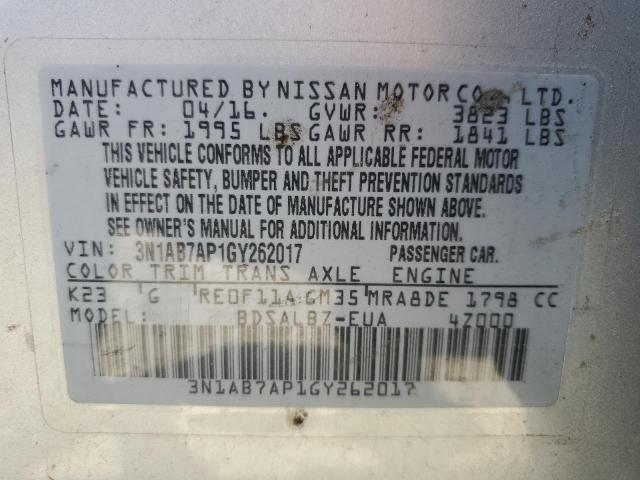 MANUFACTURED BY NISSAN MOTOR CO., LTD.
DATE: 04/16. GVWR: 3823 LBS
GAWR FR: 1995 LBS GAWR RR: 1841 LBS
THIS VEHICLE CONFORMS TO ALL APPLICABLE FEDERAL MOTOR
VEHICLE SAFETY, BUMPER AND THEFT PREVENTION STANDARDS
IN EFFECT ON THE DATE OF MANUFACTURE SHOWN ABOVE.
SEE OWNER'S MANUAL FOR ADDITIONAL INFORMATION.
VIN: 3N1AB7AP1GY262017 PASSENGER CAR.
COLOR TRIM TRANS AXLE ENGINE
K23 G RE0F11A GM35 MRA8DE 1798 CC
MODEL: BDSALBZ-EUA 4Z000
3N1AB7AP1GY262017